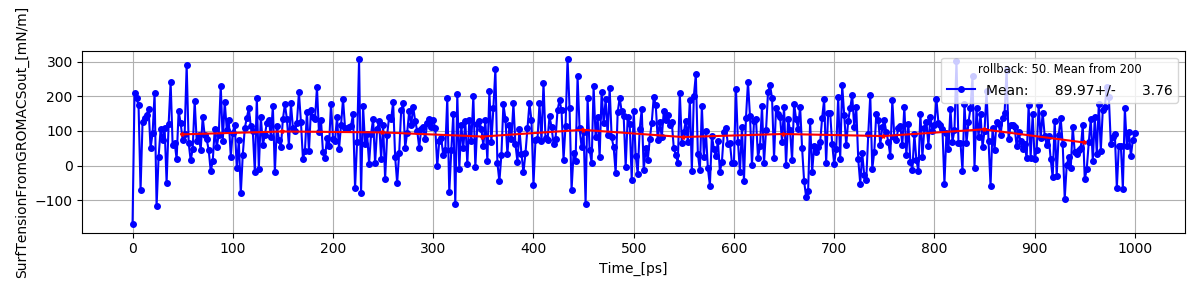 SurfTensionFromGROMACSout_[mN/m]
300
200
100
0
−100
rollback: 50. Mean from 200
Mean: 89.97+/- 3.76
0 100 200 300 400 500 600 700 800 900 1000
Time_[ps]